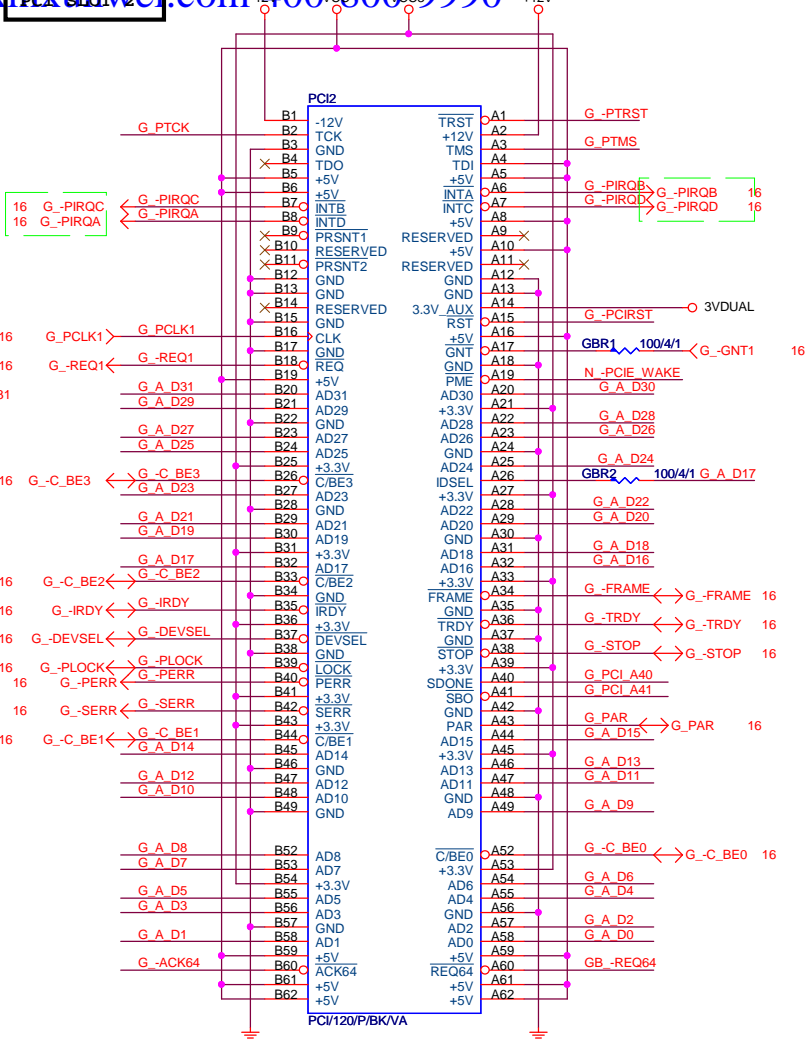 PCI2
B1 -12V TRST A1 G_-PTRST
G_PTCK B2 TCK +12V A2
B3 GND TMS A3 G_PTMS
B4 TDO TDI A4
B5 +5V +5V A5
B6 +5V INTA A6 G_-PIRQB G_-PIRQB 16
16 G_-PIRQC G_-PIRQC B7 INTB INTC A7 G_-PIRQD G_-PIRQD 16
16 G_-PIRQA G_-PIRQA B8 INTD +5V A8
B9 PRSNT1 RESERVED A9
B10 RESERVED +5V A10
B11 PRSNT2 RESERVED A11
B12 GND GND A12
B13 GND GND A13
B14 RESERVED 3.3V_AUX A14 3VDUAL
B15 GND RST A15 G_-PCIRST
16 G_PCLK1 G_PCLK1 B16 CLK +5V A16
B17 GND GNT A17 GBR1 100/4/1 G_-GNT1 16
16 G_-REQ1 G_-REQ1 B18 REQ GND A18
B19 +5V PME A19 N_-PCIE_WAKE
G_A_D31 B20 AD31 AD30 A20 G_A_D30
G_A_D29 B21 AD29 +3.3V A21
B22 GND AD28 A22 G_A_D28
G_A_D27 B23 AD27 AD26 A23 G_A_D26
G_A_D25 B24 AD25 GND A24
B25 +3.3V AD24 A25 G_A_D24
16 G_-C_BE3 G_-C_BE3 B26 C/BE3 IDSEL A26 GBR2 100/4/1 G_A_D17
G_A_D23 B27 AD23 +3.3V A27
B28 GND AD22 A28 G_A_D22
G_A_D21 B29 AD21 AD20 A29 G_A_D20
G_A_D19 B30 AD19 GND A30
B31 +3.3V AD18 A31 G_A_D18
G_A_D17 B32 AD17 AD16 A32 G_A_D16
16 G_-C_BE2 G_-C_BE2 B33 C/BE2 +3.3V A33
B34 GND FRAME A34 G_-FRAME G_-FRAME 16
16 G_-IRDY G_-IRDY B35 IRDY GND A35
B36 +3.3V TRDY A36 G_-TRDY G_-TRDY 16
16 G_-DEVSEL G_-DEVSEL B37 DEVSEL GND A37
B38 GND STOP A38 G_-STOP G_-STOP 16
16 G_-PLOCK G_-PLOCK B39 LOCK +3.3V A39
16 G_-PERR G_-PERR B40 PERR SDONE A40 G_PCI_A40
B41 +3.3V SBO A41 G_PCI_A41
16 G_-SERR G_-SERR B42 SERR GND A42
B43 +3.3V PAR A43 G_PAR G_PAR 16
16 G_-C_BE1 G_-C_BE1 B44 C/BE1 AD15 A44 G_A_D15
G_A_D14 B45 AD14 +3.3V A45
B46 GND AD13 A46 G_A_D13
G_A_D12 B47 AD12 AD11 A47 G_A_D11
G_A_D10 B48 AD10 GND A48
B49 GND AD9 A49 G_A_D9
G_A_D8 B52 AD8 C/BE0 A52 G_-C_BE0 G_-C_BE0 16
G_A_D7 B53 AD7 +3.3V A53
B54 +3.3V AD6 A54 G_A_D6
G_A_D5 B55 AD5 AD4 A55 G_A_D4
G_A_D3 B56 AD3 GND A56
B57 GND AD2 A57 G_A_D2
G_A_D1 B58 AD1 AD0 A58 G_A_D0
B59 +5V +5V A59
G_-ACK64 B60 ACK64 REQ64 A60 GB_-REQ64
B61 +5V +5V A61
B62 +5V +5V A62
PCI/120/P/BK/VA